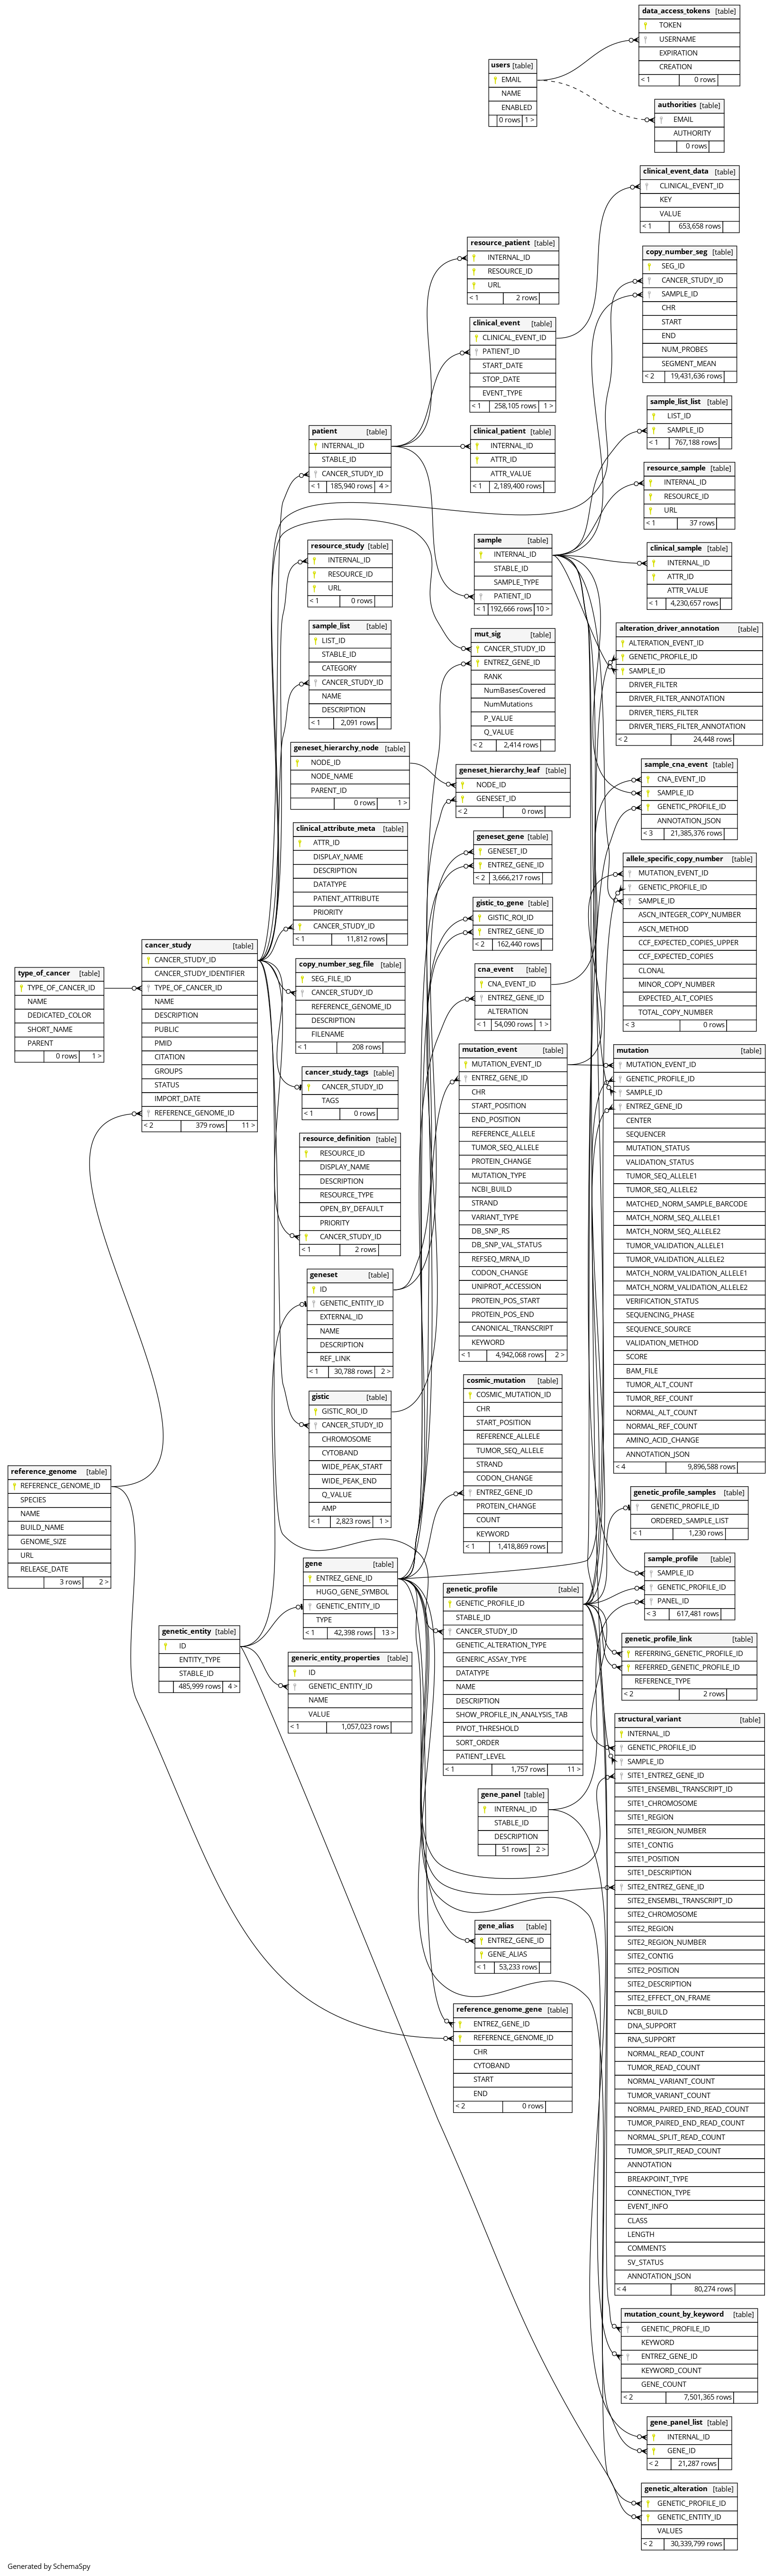 data_access_tokens [table]
TOKEN
USERNAME
EXPIRATION
CREATION
< 1 0 rows
users [table]
EMAIL
NAME
ENABLED
0 rows 1 >
authorities [table]
EMAIL
AUTHORITY
0 rows
clinical_event_data [table]
CLINICAL_EVENT_ID
KEY
VALUE
< 1 653,658 rows
resource_patient [table]
INTERNAL_ID
RESOURCE_ID
URL
< 1 2 rows
copy_number_seg [table]
SEG_ID
CANCER_STUDY_ID
SAMPLE_ID
CHR
START
END
NUM_PROBES
SEGMENT_MEAN
< 2 19,431,636 rows
clinical_event [table]
CLINICAL_EVENT_ID
PATIENT_ID
START_DATE
STOP_DATE
EVENT_TYPE
< 1 258,105 rows 1 >
sample_list_list [table]
LIST_ID
SAMPLE_ID
< 1 767,188 rows
patient [table]
INTERNAL_ID
STABLE_ID
CANCER_STUDY_ID
< 1 185,940 rows 4 >
clinical_patient [table]
INTERNAL_ID
ATTR_ID
ATTR_VALUE
< 1 2,189,400 rows
resource_sample [table]
INTERNAL_ID
RESOURCE_ID
URL
< 1 37 rows
sample [table]
INTERNAL_ID
STABLE_ID
SAMPLE_TYPE
PATIENT_ID
< 1 192,666 rows 10 >
resource_study [table]
INTERNAL_ID
RESOURCE_ID
URL
< 1 0 rows
clinical_sample [table]
INTERNAL_ID
ATTR_ID
ATTR_VALUE
< 1 4,230,657 rows
sample_list [table]
LIST_ID
STABLE_ID
CATEGORY
CANCER_STUDY_ID
NAME
DESCRIPTION
< 1 2,091 rows
mut_sig [table]
CANCER_STUDY_ID
ENTREZ_GENE_ID
RANK
NumBasesCovered
NumMutations
P_VALUE
Q_VALUE
< 2 2,414 rows
alteration_driver_annotation [table]
ALTERATION_EVENT_ID
GENETIC_PROFILE_ID
SAMPLE_ID
DRIVER_FILTER
DRIVER_FILTER_ANNOTATION
DRIVER_TIERS_FILTER
DRIVER_TIERS_FILTER_ANNOTATION
< 2 24,448 rows
geneset_hierarchy_node [table]
NODE_ID
NODE_NAME
PARENT_ID
0 rows 1 >
geneset_hierarchy_leaf [table]
NODE_ID
GENESET_ID
< 2 0 rows
sample_cna_event [table]
CNA_EVENT_ID
SAMPLE_ID
GENETIC_PROFILE_ID
ANNOTATION_JSON
< 3 21,385,376 rows
clinical_attribute_meta [table]
ATTR_ID
DISPLAY_NAME
DESCRIPTION
DATATYPE
PATIENT_ATTRIBUTE
PRIORITY
CANCER_STUDY_ID
< 1 11,812 rows
geneset_gene [table]
GENESET_ID
ENTREZ_GENE_ID
< 2 3,666,217 rows
gistic_to_gene [table]
GISTIC_ROI_ID
ENTREZ_GENE_ID
< 2 162,440 rows
allele_specific_copy_number [table]
MUTATION_EVENT_ID
GENETIC_PROFILE_ID
SAMPLE_ID
ASCN_INTEGER_COPY_NUMBER
ASCN_METHOD
CCF_EXPECTED_COPIES_UPPER
CCF_EXPECTED_COPIES
CLONAL
MINOR_COPY_NUMBER
EXPECTED_ALT_COPIES
TOTAL_COPY_NUMBER
< 3 0 rows
type_of_cancer [table]
TYPE_OF_CANCER_ID
NAME
DEDICATED_COLOR
SHORT_NAME
PARENT
0 rows 1 >
cancer_study [table]
CANCER_STUDY_ID
CANCER_STUDY_IDENTIFIER
TYPE_OF_CANCER_ID
NAME
DESCRIPTION
PUBLIC
PMID
CITATION
GROUPS
STATUS
IMPORT_DATE
REFERENCE_GENOME_ID
< 2 379 rows 11 >
copy_number_seg_file [table]
SEG_FILE_ID
CANCER_STUDY_ID
REFERENCE_GENOME_ID
DESCRIPTION
FILENAME
< 1 208 rows
cna_event [table]
CNA_EVENT_ID
ENTREZ_GENE_ID
ALTERATION
< 1 54,090 rows 1 >
cancer_study_tags [table]
CANCER_STUDY_ID
TAGS
< 1 0 rows
mutation_event [table]
MUTATION_EVENT_ID
ENTREZ_GENE_ID
CHR
START_POSITION
END_POSITION
REFERENCE_ALLELE
TUMOR_SEQ_ALLELE
PROTEIN_CHANGE
MUTATION_TYPE
NCBI_BUILD
STRAND
VARIANT_TYPE
DB_SNP_RS
DB_SNP_VAL_STATUS
REFSEQ_MRNA_ID
CODON_CHANGE
UNIPROT_ACCESSION
PROTEIN_POS_START
PROTEIN_POS_END
CANONICAL_TRANSCRIPT
KEYWORD
< 1 4,942,068 rows 2 >
mutation [table]
MUTATION_EVENT_ID
GENETIC_PROFILE_ID
SAMPLE_ID
ENTREZ_GENE_ID
CENTER
SEQUENCER
MUTATION_STATUS
VALIDATION_STATUS
TUMOR_SEQ_ALLELE1
TUMOR_SEQ_ALLELE2
MATCHED_NORM_SAMPLE_BARCODE
MATCH_NORM_SEQ_ALLELE1
MATCH_NORM_SEQ_ALLELE2
TUMOR_VALIDATION_ALLELE1
TUMOR_VALIDATION_ALLELE2
MATCH_NORM_VALIDATION_ALLELE1
MATCH_NORM_VALIDATION_ALLELE2
VERIFICATION_STATUS
SEQUENCING_PHASE
SEQUENCE_SOURCE
VALIDATION_METHOD
SCORE
BAM_FILE
TUMOR_ALT_COUNT
TUMOR_REF_COUNT
NORMAL_ALT_COUNT
NORMAL_REF_COUNT
AMINO_ACID_CHANGE
ANNOTATION_JSON
< 4 9,896,588 rows
resource_definition [table]
RESOURCE_ID
DISPLAY_NAME
DESCRIPTION
RESOURCE_TYPE
OPEN_BY_DEFAULT
PRIORITY
CANCER_STUDY_ID
< 1 2 rows
geneset [table]
ID
GENETIC_ENTITY_ID
EXTERNAL_ID
NAME
DESCRIPTION
REF_LINK
< 1 30,788 rows 2 >
gistic [table]
GISTIC_ROI_ID
CANCER_STUDY_ID
CHROMOSOME
CYTOBAND
WIDE_PEAK_START
WIDE_PEAK_END
Q_VALUE
AMP
< 1 2,823 rows 1 >
cosmic_mutation [table]
COSMIC_MUTATION_ID
CHR
START_POSITION
REFERENCE_ALLELE
TUMOR_SEQ_ALLELE
STRAND
CODON_CHANGE
ENTREZ_GENE_ID
PROTEIN_CHANGE
COUNT
KEYWORD
< 1 1,418,869 rows
reference_genome [table]
REFERENCE_GENOME_ID
SPECIES
NAME
BUILD_NAME
GENOME_SIZE
URL
RELEASE_DATE
3 rows 2 >
genetic_profile_samples [table]
GENETIC_PROFILE_ID
ORDERED_SAMPLE_LIST
< 1 1,230 rows
gene [table]
ENTREZ_GENE_ID
HUGO_GENE_SYMBOL
GENETIC_ENTITY_ID
TYPE
< 1 42,398 rows 13 >
sample_profile [table]
SAMPLE_ID
GENETIC_PROFILE_ID
PANEL_ID
< 3 617,481 rows
genetic_profile [table]
GENETIC_PROFILE_ID
STABLE_ID
CANCER_STUDY_ID
GENETIC_ALTERATION_TYPE
GENERIC_ASSAY_TYPE
DATATYPE
NAME
DESCRIPTION
SHOW_PROFILE_IN_ANALYSIS_TAB
PIVOT_THRESHOLD
SORT_ORDER
PATIENT_LEVEL
< 1 1,757 rows 11 >
genetic_entity [table]
ID
ENTITY_TYPE
STABLE_ID
485,999 rows 4 >
generic_entity_properties [table]
ID
GENETIC_ENTITY_ID
NAME
VALUE
< 1 1,057,023 rows
genetic_profile_link [table]
REFERRING_GENETIC_PROFILE_ID
REFERRED_GENETIC_PROFILE_ID
REFERENCE_TYPE
< 2 2 rows
structural_variant [table]
INTERNAL_ID
GENETIC_PROFILE_ID
SAMPLE_ID
SITE1_ENTREZ_GENE_ID
SITE1_ENSEMBL_TRANSCRIPT_ID
SITE1_CHROMOSOME
SITE1_REGION
SITE1_REGION_NUMBER
SITE1_CONTIG
SITE1_POSITION
SITE1_DESCRIPTION
SITE2_ENTREZ_GENE_ID
SITE2_ENSEMBL_TRANSCRIPT_ID
SITE2_CHROMOSOME
SITE2_REGION
SITE2_REGION_NUMBER
SITE2_CONTIG
SITE2_POSITION
SITE2_DESCRIPTION
SITE2_EFFECT_ON_FRAME
NCBI_BUILD
DNA_SUPPORT
RNA_SUPPORT
NORMAL_READ_COUNT
TUMOR_READ_COUNT
NORMAL_VARIANT_COUNT
TUMOR_VARIANT_COUNT
NORMAL_PAIRED_END_READ_COUNT
TUMOR_PAIRED_END_READ_COUNT
NORMAL_SPLIT_READ_COUNT
TUMOR_SPLIT_READ_COUNT
ANNOTATION
BREAKPOINT_TYPE
CONNECTION_TYPE
EVENT_INFO
CLASS
LENGTH
COMMENTS
SV_STATUS
ANNOTATION_JSON
< 4 80,274 rows
gene_panel [table]
INTERNAL_ID
STABLE_ID
DESCRIPTION
51 rows 2 >
gene_alias [table]
ENTREZ_GENE_ID
GENE_ALIAS
< 1 53,233 rows
reference_genome_gene [table]
ENTREZ_GENE_ID
REFERENCE_GENOME_ID
CHR
CYTOBAND
START
END
< 2 0 rows
mutation_count_by_keyword [table]
GENETIC_PROFILE_ID
KEYWORD
ENTREZ_GENE_ID
KEYWORD_COUNT
GENE_COUNT
< 2 7,501,365 rows
gene_panel_list [table]
INTERNAL_ID
GENE_ID
< 2 21,287 rows
genetic_alteration [table]
GENETIC_PROFILE_ID
GENETIC_ENTITY_ID
VALUES
< 2 30,339,799 rows
Generated by SchemaSpy